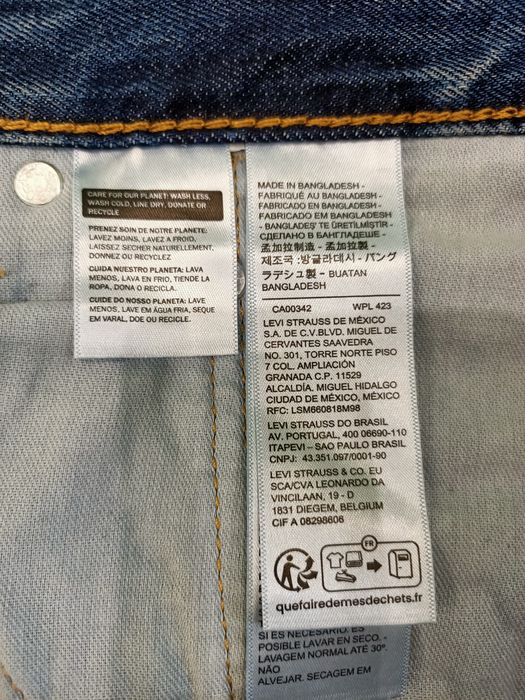 CARE FOR OUR PLANET: WASH LESS,
WASH COLD, LINE DRY, DONATE OR
RECYCLE
PRENEZ SOIN DE NOTRE PLANETE:
LAVEZ MOINS, LAVEZ A FROID,
LAISSEZ SECHER NATURELLEMENT,
DONNEZ OU RECYCLEZ
CUIDA NUESTRO PLANETA: LAVA
MENOS, LAVA EN FRIO, TIENDE LA
ROPA, DONA O RECICLA.
CUIDE DO NOSSO PLANETA: LAVE
MENOS, LAVE EM ÁGUA FRIA, SEQUE
EM VARAL, DOE OU RECICLE.
MADE IN BANGLADESH -
FABRIQUÉ AU BANGLADESH -
FABRICADO EN BANGLADESH -
FABRICADO EM BANGLADESH
- BANGLADEŞ'TE ÜRETİLMİŞTİR -
СДЕЛАНО В БАНГЛАДЕШЕ -
孟加拉制造 - 孟加拉製 -
제조국 :방글라데시 - バング
ラデシュ製 - BUATAN
BANGLADESH
CA00342 WPL 423
LEVI STRAUSS DE MÉXICO
S.A. DE C.V.BLVD. MIGUEL DE
CERVANTES SAAVEDRA
NO. 301, TORRE NORTE PISO
7 COL. AMPLIACIÓN
GRANADA C.P. 11529
ALCALDÍA. MIGUEL HIDALGO
CIUDAD DE MÉXICO, MÉXICO
RFC: LSM660818M98
LEVI STRAUSS DO BRASIL
AV. PORTUGAL, 400 06690-110
ITAPEVI – SAO PAULO BRASIL
CNPJ: 43.351.097/0001-90
LEVI STRAUSS & CO. EU
SCA/CVA LEONARDO DA
VINCILAAN, 19 - D
1831 DIEGEM, BELGIUM
CIF A 08298606
FR
quefairedemesdechets.fr
SI ES NECESARIO. ES
POSIBLE LAVAR EN SECO. -
LAVAGEM NORMAL ATÉ 30°.
NÃO
ALVEJAR. SECAGEM EM